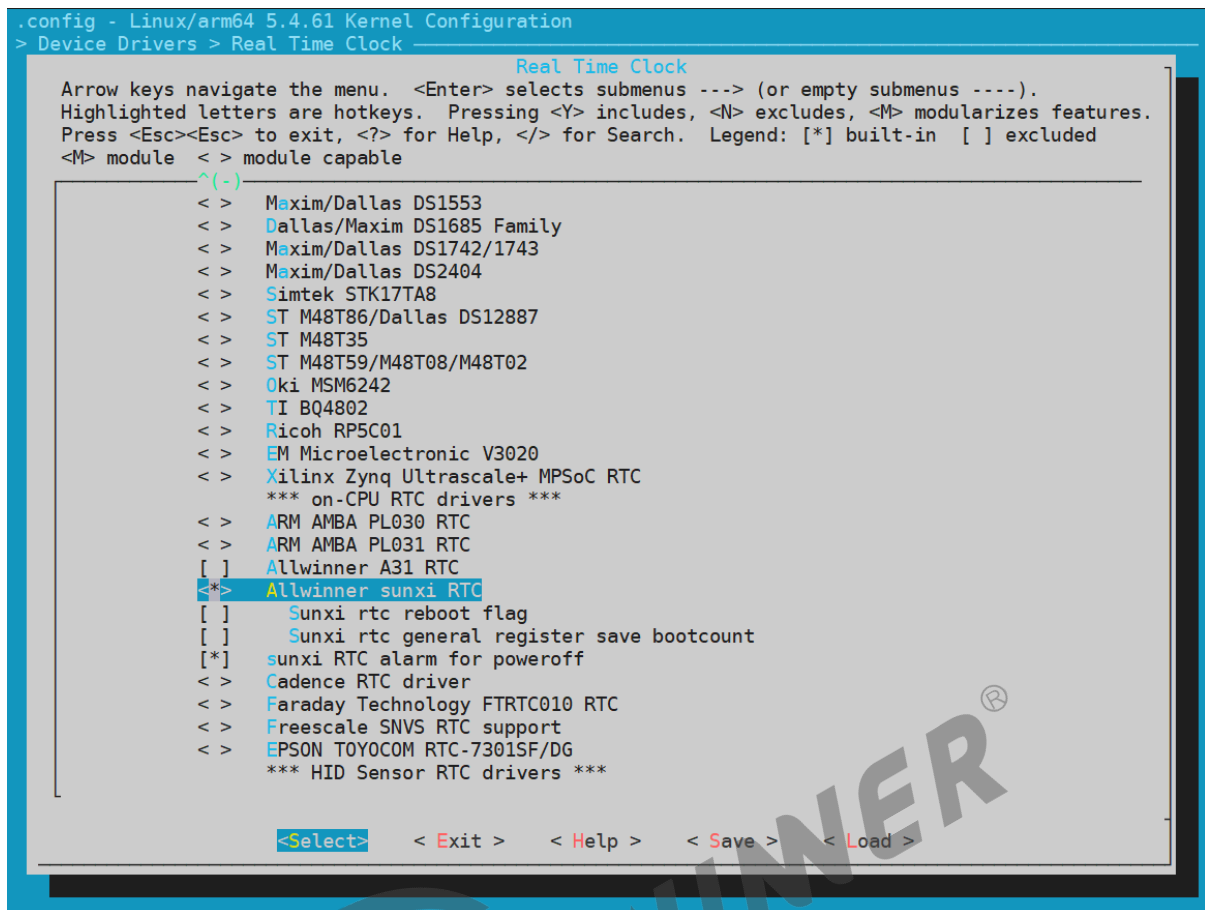 .config - Linux/arm64 5.4.61 Kernel Configuration
> Device Drivers > Real Time Clock
Real Time Clock
Arrow keys navigate the menu.  <Enter> selects submenus ---> (or empty submenus ----).
Highlighted letters are hotkeys.  Pressing <Y> includes, <N> excludes, <M> modularizes features.
Press <Esc><Esc> to exit, <?> for Help, </> for Search.  Legend: [*] built-in  [ ] excluded
<M> module  < > module capable
^(-)
< >   Maxim/Dallas DS1553
< >   Dallas/Maxim DS1685 Family
< >   Maxim/Dallas DS1742/1743
< >   Maxim/Dallas DS2404
< >   Simtek STK17TA8
< >   ST M48T86/Dallas DS12887
< >   ST M48T35
< >   ST M48T59/M48T08/M48T02
< >   Oki MSM6242
< >   TI BQ4802
< >   Ricoh RP5C01
< >   EM Microelectronic V3020
< >   Xilinx Zynq Ultrascale+ MPSoC RTC
*** on-CPU RTC drivers ***
< >   ARM AMBA PL030 RTC
< >   ARM AMBA PL031 RTC
[ ]   Allwinner A31 RTC
<*>   Allwinner sunxi RTC
[ ]     Sunxi rtc reboot flag
[ ]     Sunxi rtc general register save bootcount
[*]   sunxi RTC alarm for poweroff
< >   Cadence RTC driver
< >   Faraday Technology FTRTC010 RTC
< >   Freescale SNVS RTC support
< >   EPSON TOYOCOM RTC-7301SF/DG
*** HID Sensor RTC drivers ***
<Select>    < Exit >    < Help >    < Save >    < Load >